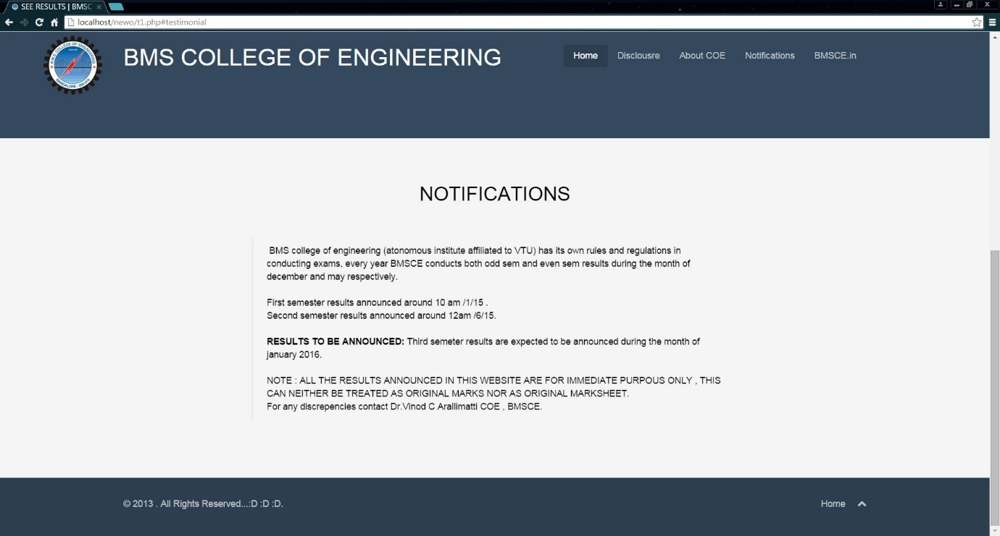 SEE RESULTS | BMSC
localhost/newo/t1.php#testimonial
B.M.S COLLEGE OF ENGINEERING
BANGALORE - 560 019
BMS COLLEGE OF ENGINEERING
Home Disclousre About COE Notifications BMSCE.in
NOTIFICATIONS
BMS college of engineering (atonomous institute affiliated to VTU) has its own rules and regulations in
conducting exams, every year BMSCE conducts both odd sem and even sem results during the month of
december and may respectively.
First semester results announced around 10 am /1/15 .
Second semester results announced around 12am /6/15.
RESULTS TO BE ANNOUNCED: Third semeter results are expected to be announced during the month of
january 2016.
NOTE : ALL THE RESULTS ANNOUNCED IN THIS WEBSITE ARE FOR IMMEDIATE PURPOUS ONLY , THIS
CAN NEITHER BE TREATED AS ORIGINAL MARKS NOR AS ORIGINAL MARKSHEET.
For any discrepencies contact Dr.Vinod C Arallimatti COE , BMSCE.
© 2013 . All Rights Reserved...:D :D :D.
Home